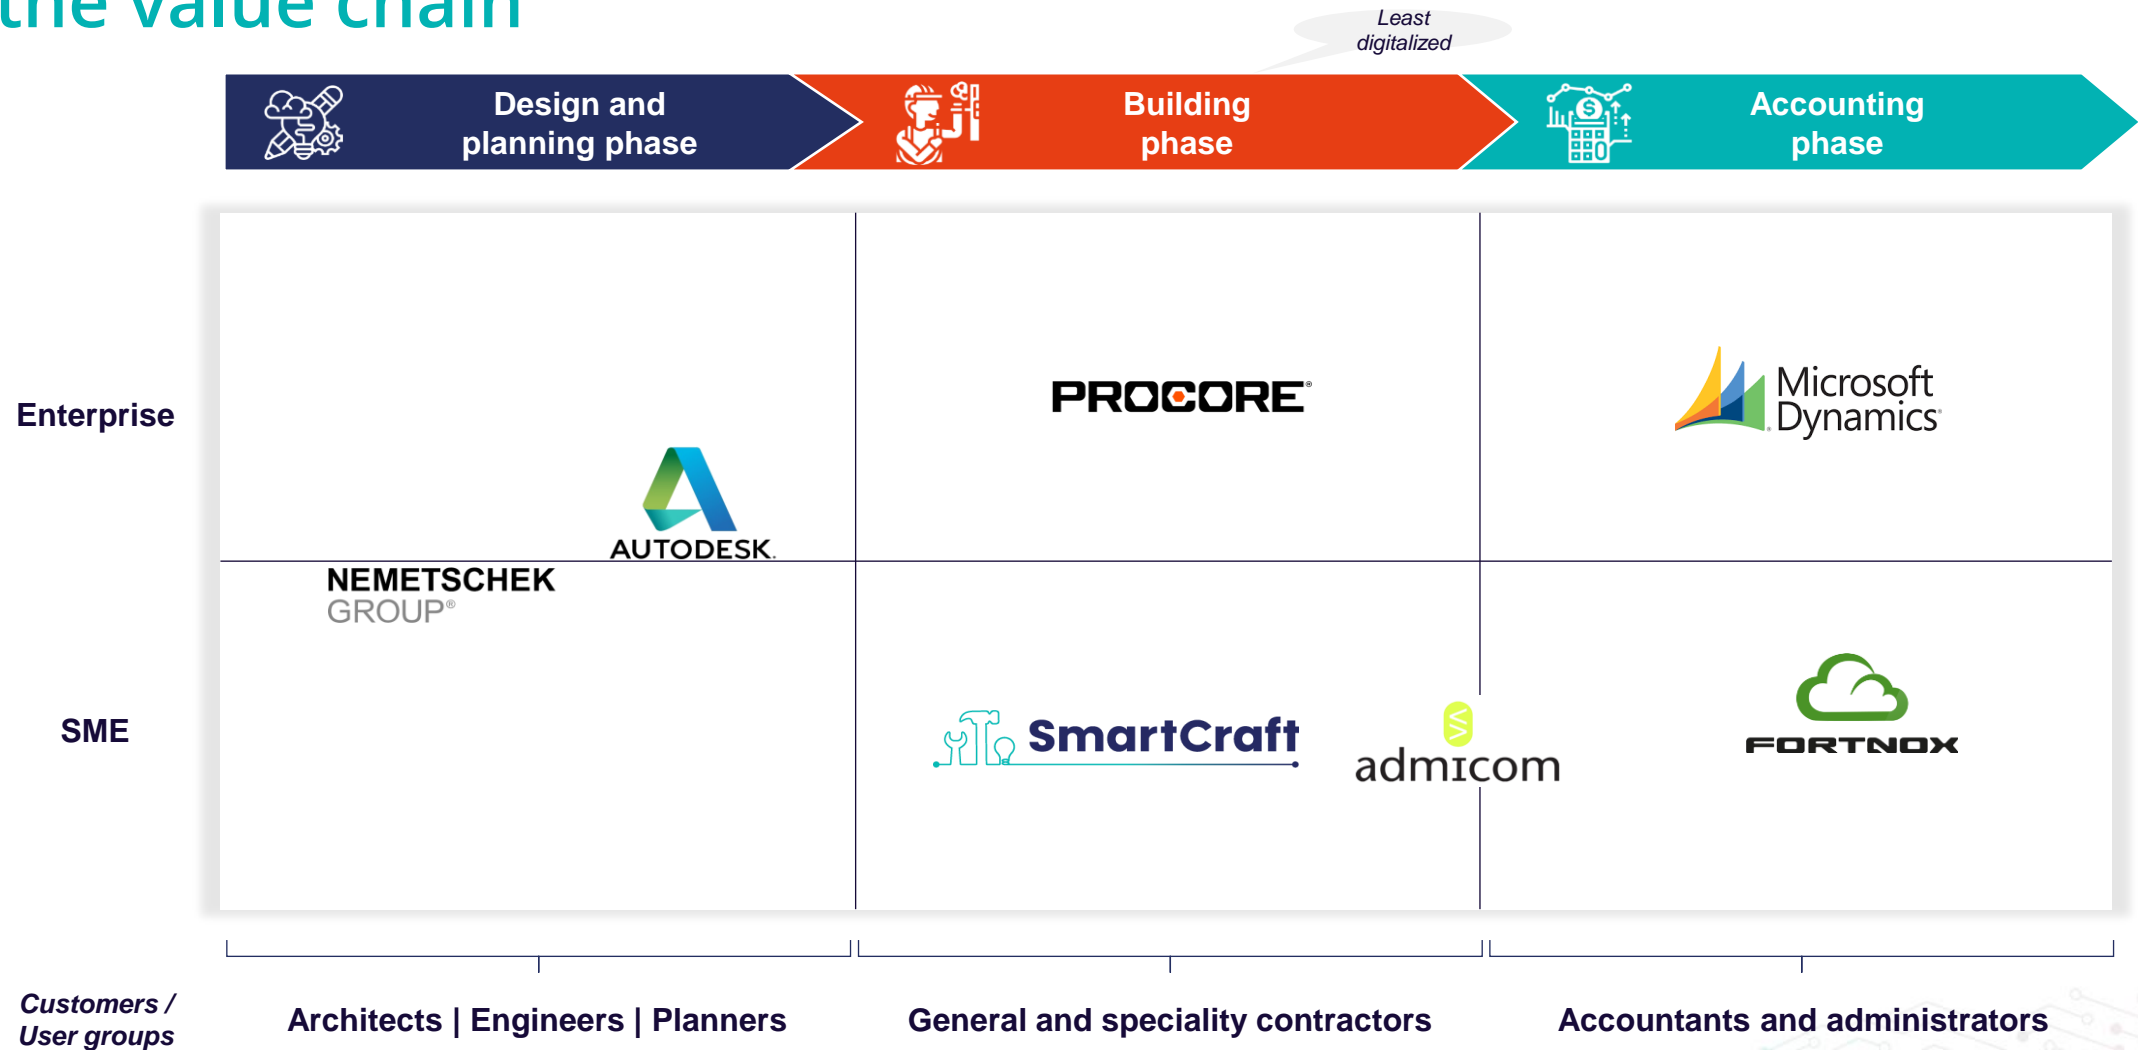 the value chain
Least
digitalized
Design and
planning phase
Building
phase
Accounting
phase
Enterprise
PROCORE®
Microsoft
Dynamics®
AUTODESK.
NEMETSCHEK
GROUP®
SME
SmartCraft
admicom
FORTNOX
Customers /
User groups
Architects | Engineers | Planners
General and speciality contractors
Accountants and administrators